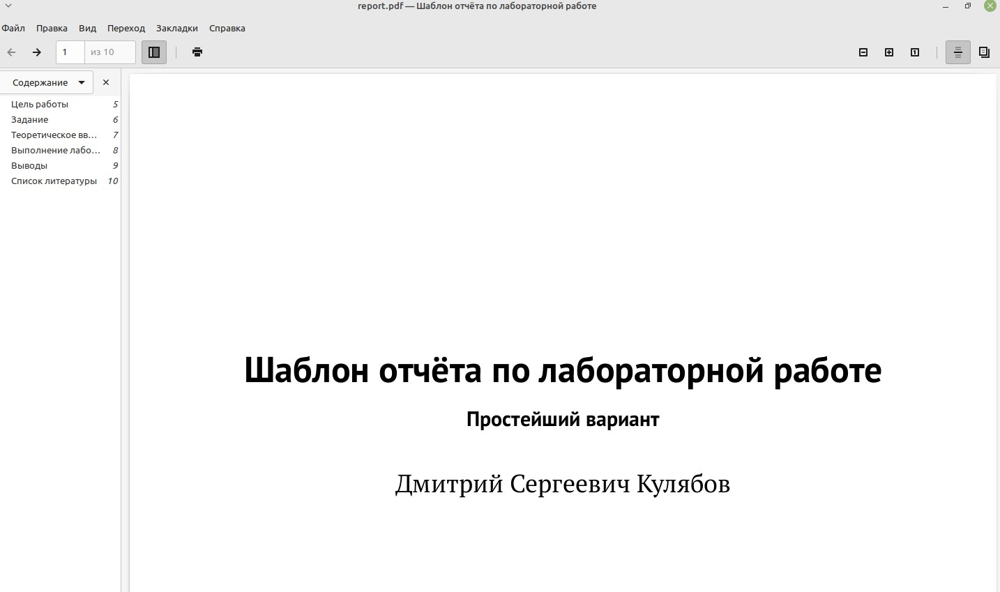 report.pdf — Шаблон отчёта по лабораторной работе
Файл Правка Вид Переход Закладки Справка
1 из 10
Содержание
Цель работы 5
Задание 6
Теоретическое вв… 7
Выполнение лабо… 8
Выводы 9
Список литературы 10
Шаблон отчёта по лабораторной работе
Простейший вариант
Дмитрий Сергеевич Кулябов